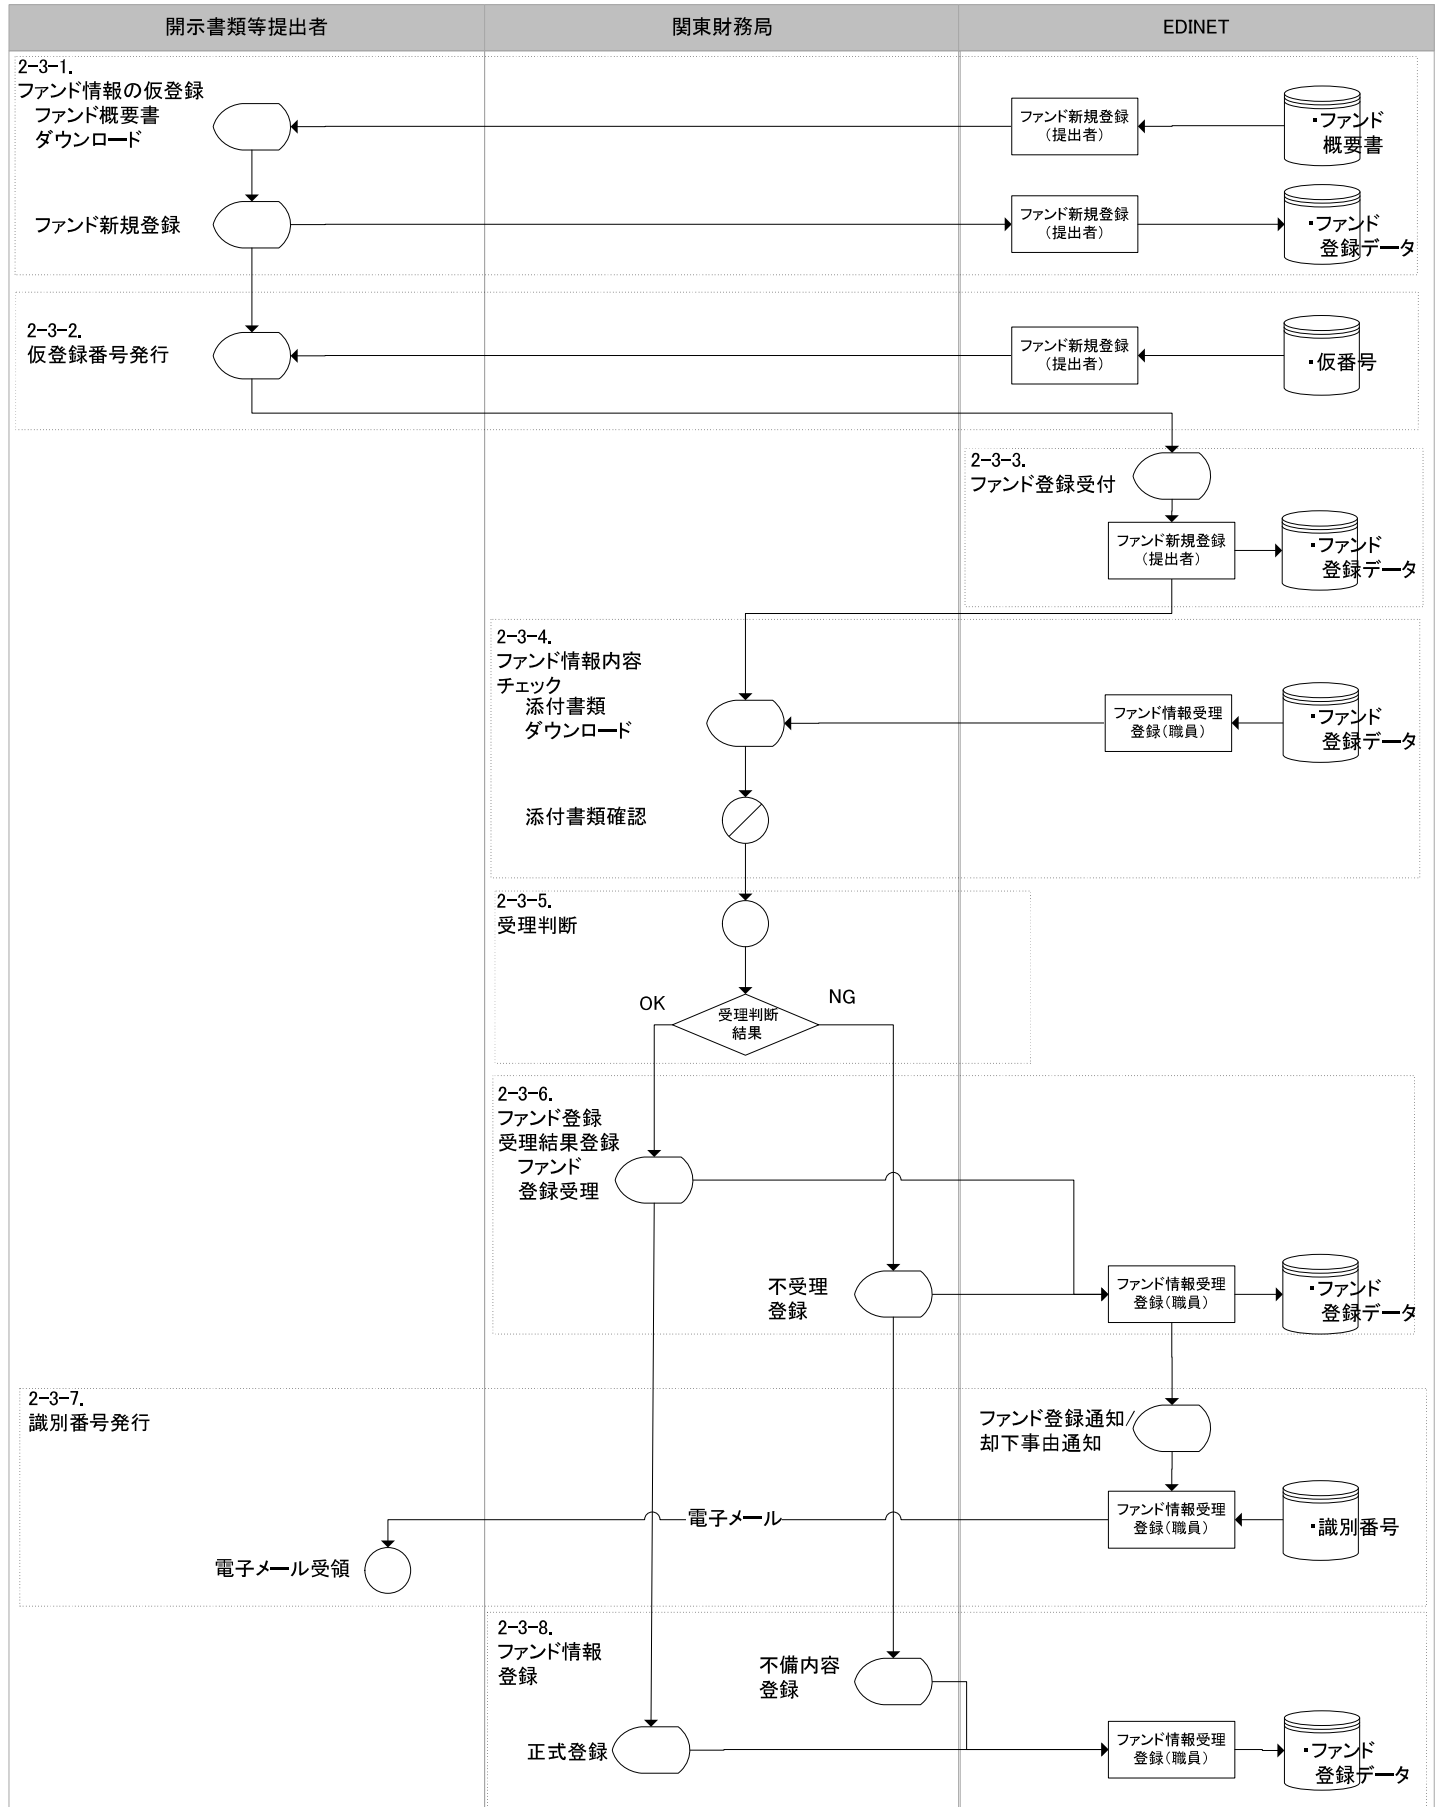 開示書類等提出者
関東財務局
EDINET
2-3-1.
ファンド情報の仮登録
ファンド概要書
ダウンロード
ファンド新規登録
(提出者)
・ファンド
概要書
ファンド新規登録
ファンド新規登録
(提出者)
・ファンド
登録データ
2-3-2.
仮登録番号発行
ファンド新規登録
(提出者)
・仮番号
2-3-3.
ファンド登録受付
ファンド新規登録
(提出者)
・ファンド
登録データ
2-3-4.
ファンド情報内容
チェック
添付書類
ダウンロード
ファンド情報受理
登録(職員)
・ファンド
登録データ
添付書類確認
2-3-5.
受理判断
OK
NG
受理判断
結果
2-3-6.
ファンド登録
受理結果登録
ファンド
登録受理
不受理
登録
ファンド情報受理
登録(職員)
・ファンド
登録データ
2-3-7.
識別番号発行
ファンド登録通知/
却下事由通知
電子メール
ファンド情報受理
登録(職員)
・識別番号
電子メール受領
2-3-8.
ファンド情報
登録
不備内容
登録
正式登録
ファンド情報受理
登録(職員)
・ファンド
登録データ